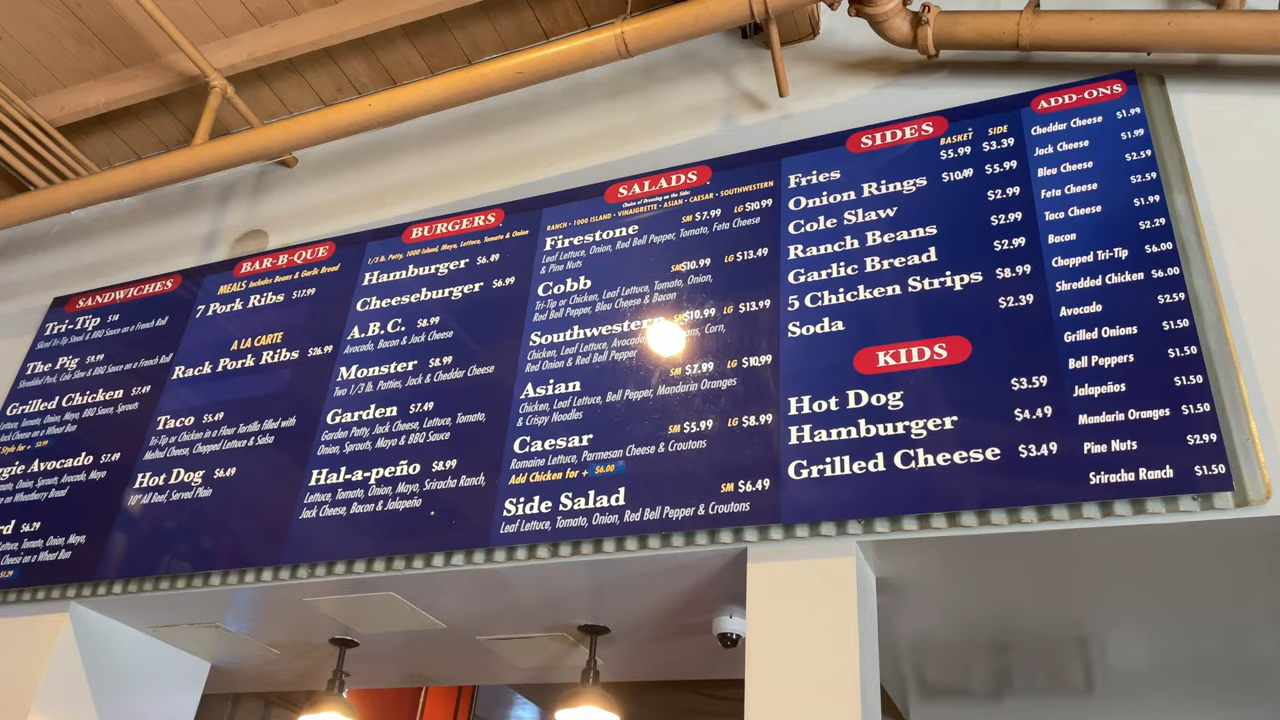 SANDWICHES
Tri-Tip $14
Sliced Tri-Tip Steak & BBQ Sauce on a French Roll
The Pig $9.99
Shredded Pork, Cole Slaw & BBQ Sauce on a French Roll
Grilled Chicken $7.49
Lettuce, Tomato, Onion, Mayo, BBQ Sauce, Sprouts
Jack Cheese on a Wheat Bun
Style for +
gie Avocado $7.49
Onion, Sprouts, Avocado, Mayo
on Wheatberry Bread
rd $6.29
Lettuce, Tomato, Onion, Mayo,
Cheese on a Wheat Bun
$1.29
BAR-B-QUE
MEALS Includes Beans & Garlic Bread
7 Pork Ribs $17.99
A LA CARTE
Rack Pork Ribs $26.99
Taco $5.49
Tri-Tip or Chicken in a Flour Tortilla filled with
Melted Cheese, Chopped Lettuce & Salsa
Hot Dog $6.49
10" All Beef, Served Plain
BURGERS
1/3 lb. Patty, 1000 Island, Mayo, Lettuce, Tomato & Onion
Hamburger $6.49
Cheeseburger $6.99
A.B.C. $8.99
Avocado, Bacon & Jack Cheese
Monster $8.99
Two 1/3 lb. Patties, Jack & Cheddar Cheese
Garden $7.49
Garden Patty, Jack Cheese, Lettuce, Tomato,
Onion, Sprouts, Mayo & BBQ Sauce
Hal-a-peño $8.99
Lettuce, Tomato, Onion, Mayo, Sriracha Ranch,
Jack Cheese, Bacon & Jalapeño
SALADS
Choice of Dressing on the Side:
RANCH • 1000 ISLAND • VINAIGRETTE • ASIAN • CAESAR • SOUTHWESTERN
SM $7.99 LG $10.99
Firestone
Leaf Lettuce, Onion, Red Bell Pepper, Tomato, Feta Cheese
& Pine Nuts
SM $10.99 LG $13.49
Cobb
Tri-Tip or Chicken, Leaf Lettuce, Tomato, Onion,
Red Bell Pepper, Bleu Cheese & Bacon
$10.99 LG $13.99
Southwestern
Chicken, Leaf Lettuce, Avocado, Corn,
Red Onion & Red Bell Pepper
SM $7.99 LG $10.99
Asian
Chicken, Leaf Lettuce, Bell Pepper, Mandarin Oranges
& Crispy Noodles
SM $5.99 LG $8.99
Caesar
Romaine Lettuce, Parmesan Cheese & Croutons
Add Chicken for + $6.00
SM $6.49
Side Salad
Leaf Lettuce, Tomato, Onion, Red Bell Pepper & Croutons
SIDES
BASKET SIDE
Fries $5.99 $3.39
Onion Rings $10.49 $5.99
Cole Slaw $2.99
Ranch Beans $2.99
Garlic Bread $2.99
5 Chicken Strips $8.99
Soda $2.39
KIDS
Hot Dog $3.59
Hamburger $4.49
Grilled Cheese $3.49
ADD-ONS
Cheddar Cheese $1.99
Jack Cheese $1.99
Bleu Cheese $2.59
Feta Cheese $2.59
Taco Cheese $1.99
Bacon $2.29
Chopped Tri-Tip $6.00
Shredded Chicken $6.00
Avocado $2.59
Grilled Onions $1.50
Bell Peppers $1.50
Jalapeños $1.50
Mandarin Oranges $1.50
Pine Nuts $2.99
Sriracha Ranch $1.50